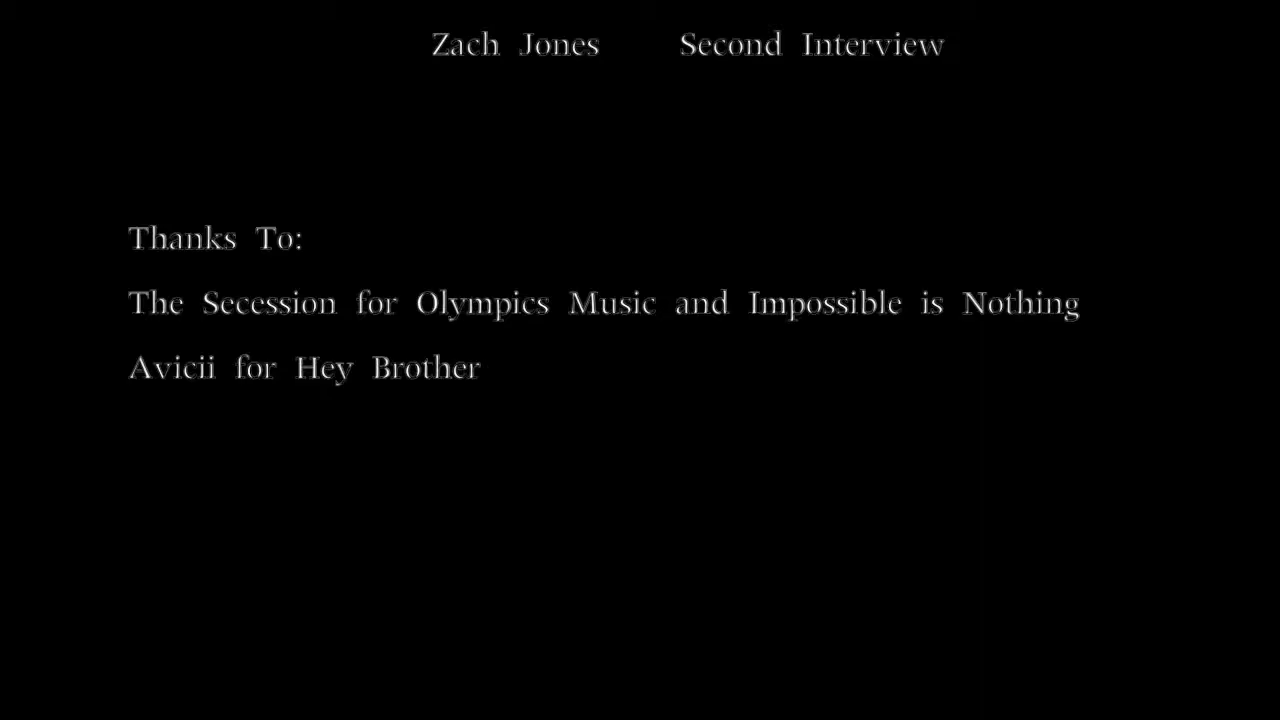 Zach Jones Second Interview
Thanks To:
The Secession for Olympics Music and Impossible is Nothing
Avicii for Hey Brother